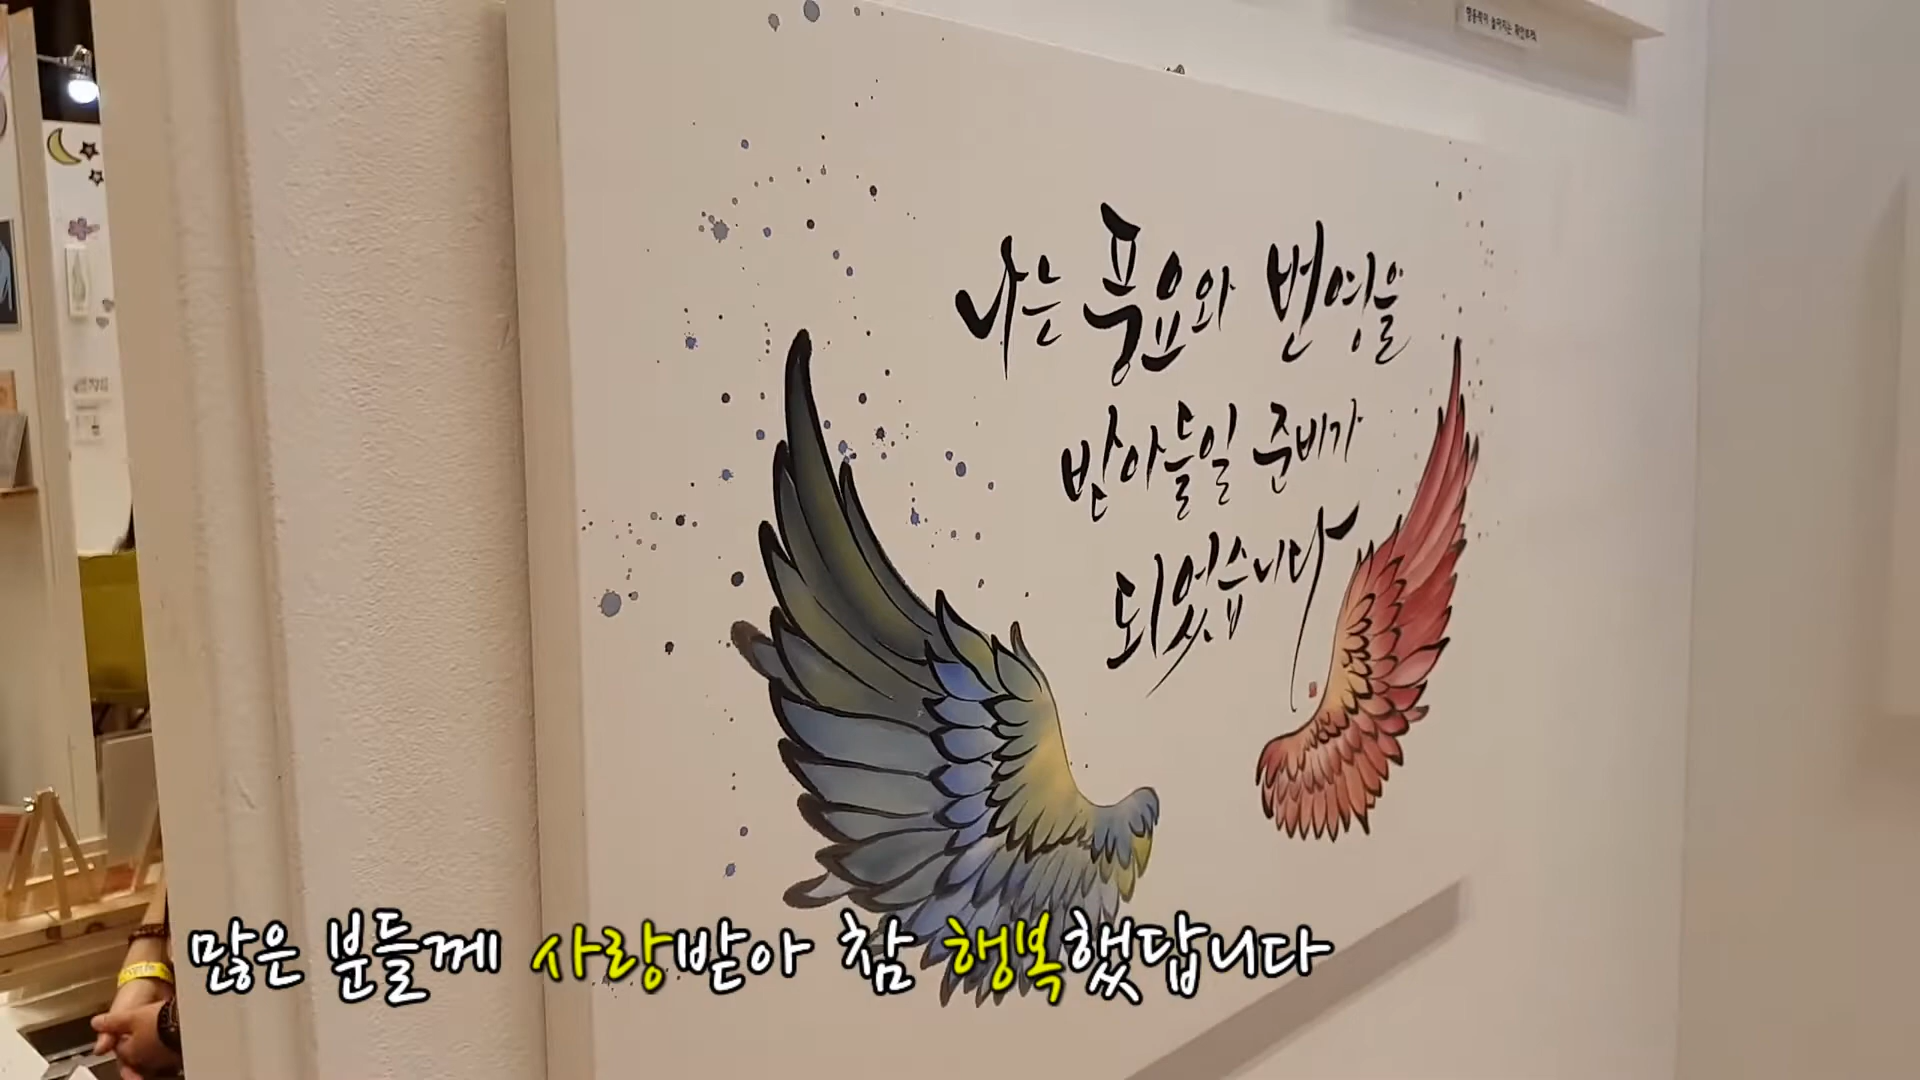 나는 풍요와 번영을
받아들일 준비가
되었습니다
많은 분들께 사랑받아 참 행복했답니다